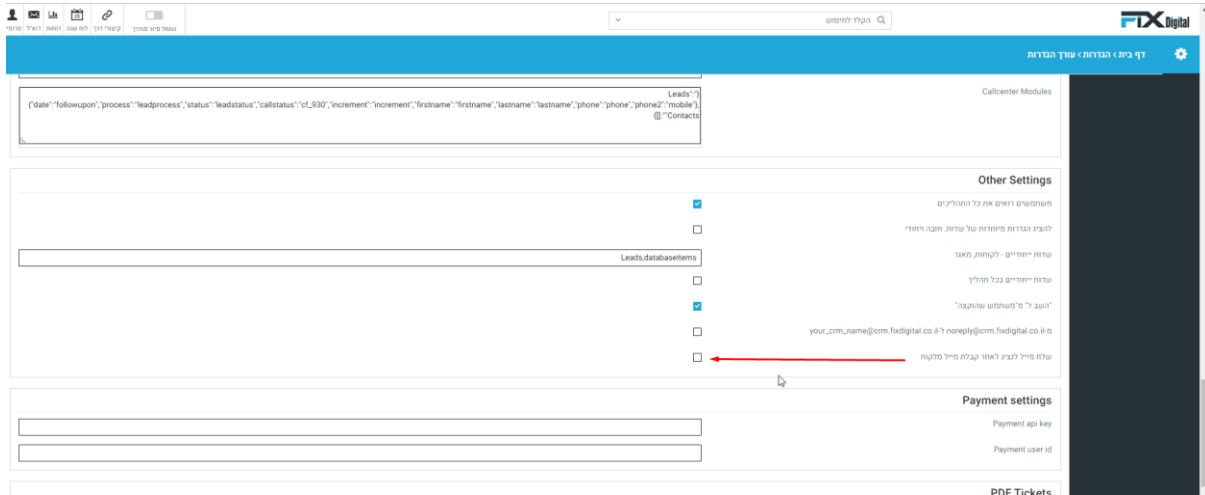 התחל סיור מודרך
קיצורי דרך
לוח שנה
דוחות
דוא"ל
הקלד לחיפוש
FIX Digital
דף בית > הגדרות > עורך הגדרות
Callcenter Modules
Leads":"}
{"date":"followupon","process":"leadprocess","status":"leadstatus","callstatus":"cf_930","increment":"increment","firstname":"firstname","lastname":"lastname","phone":"phone","phone2":"mobile"},
Other Settings
משתמשים רואים את כל התהליכים
להציג הגדרות מיוחדות של שדות. חובה ויחודי
שדות ייחודיים - לקוחות, מאגר
Leads,databaseitems
שדות ייחודיים בכל תהליך
"השב ל" מ"משתמש שהוקצה"
מ-noreply@crm.fixdigital.co.il ל-your_crm_name@crm.fixdigital.co.il
שלח מייל לנציג לאחר קבלת מייל מלקוח
Payment settings
Payment api key
Payment user id
PDF Tickets